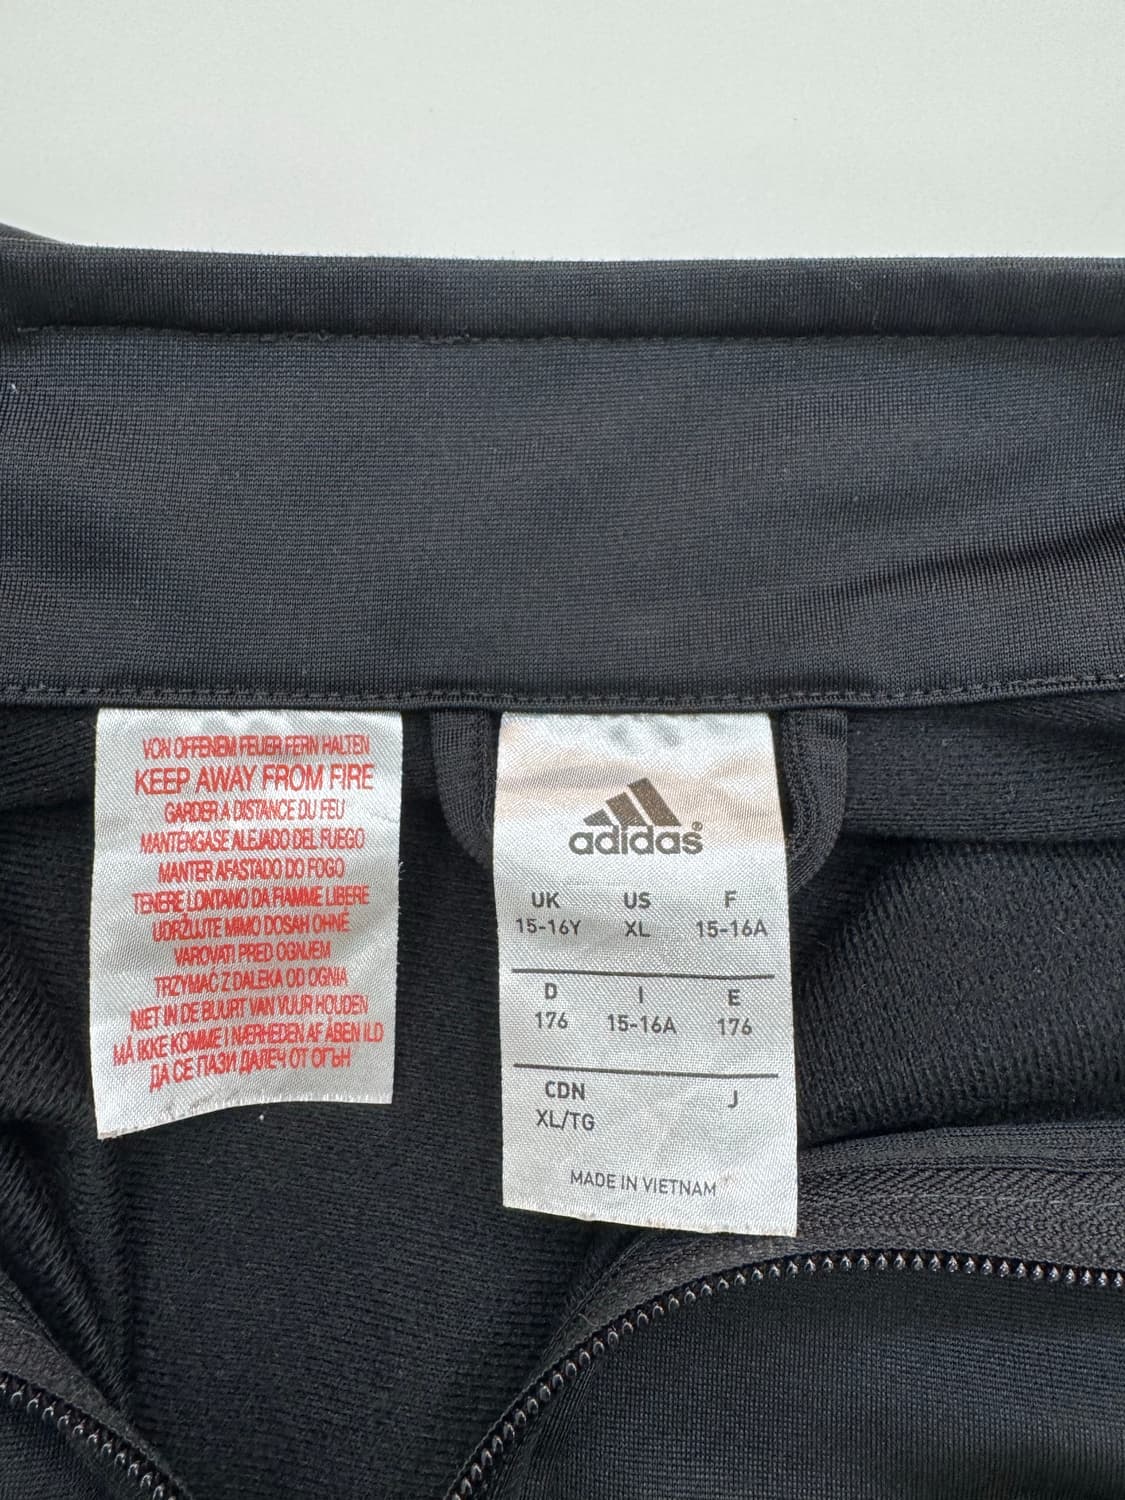 VON OFFENEM FEUER FERN HALTEN
KEEP AWAY FROM FIRE
GARDER A DISTANCE DU FEU
MANTÉNGASE ALEJADO DEL FUEGO
MANTER AFASTADO DO FOGO
TENERE LONTANO DA FIAMME LIBERE
UDRŽUJTE MIMO DOSAH OHNĚ
VAROVATI PRED OGNJEM
TRZYMAĆ Z DALEKA OD OGNIA
NIET IN DE BUURT VAN VUUR HOUDEN
MÅ IKKE KOMME I NÆRHEDEN AF ÅBEN ILD
ДА СЕ ПАЗИ ДАЛЕЧ ОТ ОГЪН
adidas®
UK US F
15-16Y XL 15-16A
D I E
176 15-16A 176
CDN J
XL/TG
MADE IN VIETNAM